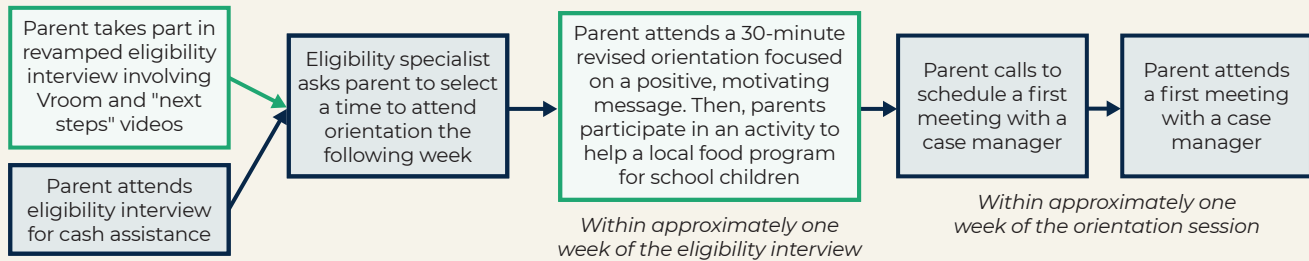 Parent takes part in
revamped eligibility
interview involving
Vroom and "next
steps" videos
Parent attends
eligibility interview
for cash assistance
Eligibility specialist
asks parent to select
a time to attend
orientation the
following week
Parent attends a 30-minute
revised orientation focused
on a positive, motivating
message. Then, parents
participate in an activity to
help a local food program
for school children
Within approximately one
week of the eligibility interview
Parent calls to
schedule a first
meeting with a
case manager
Parent attends
a first meeting
with a case
manager
Within approximately one
week of the orientation session